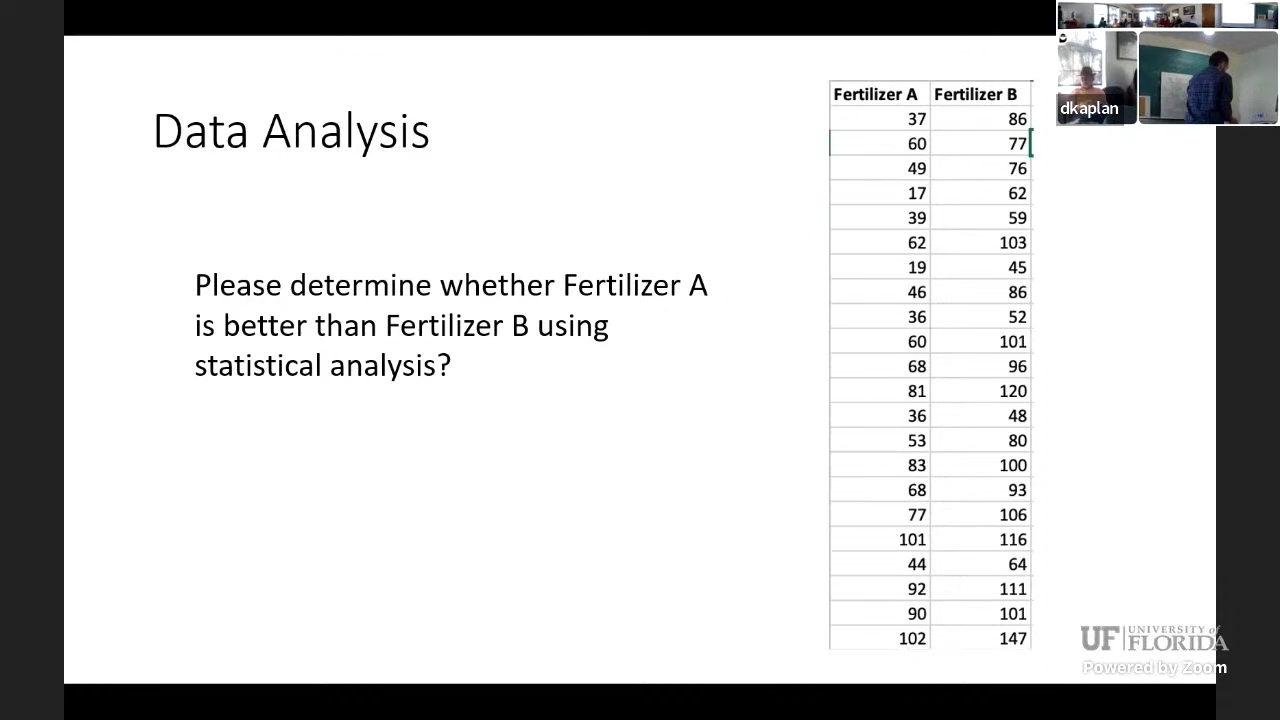 Data Analysis
Please determine whether Fertilizer A
is better than Fertilizer B using
statistical analysis?
Fertilizer A Fertilizer B
37 86
60 77
49 76
17 62
39 59
62 103
19 45
46 86
36 52
60 101
68 96
81 120
36 48
53 80
83 100
68 93
77 106
101 116
44 64
92 111
90 101
102 147
dkaplan
UF UNIVERSITY of
FLORIDA
Powered by Zoom